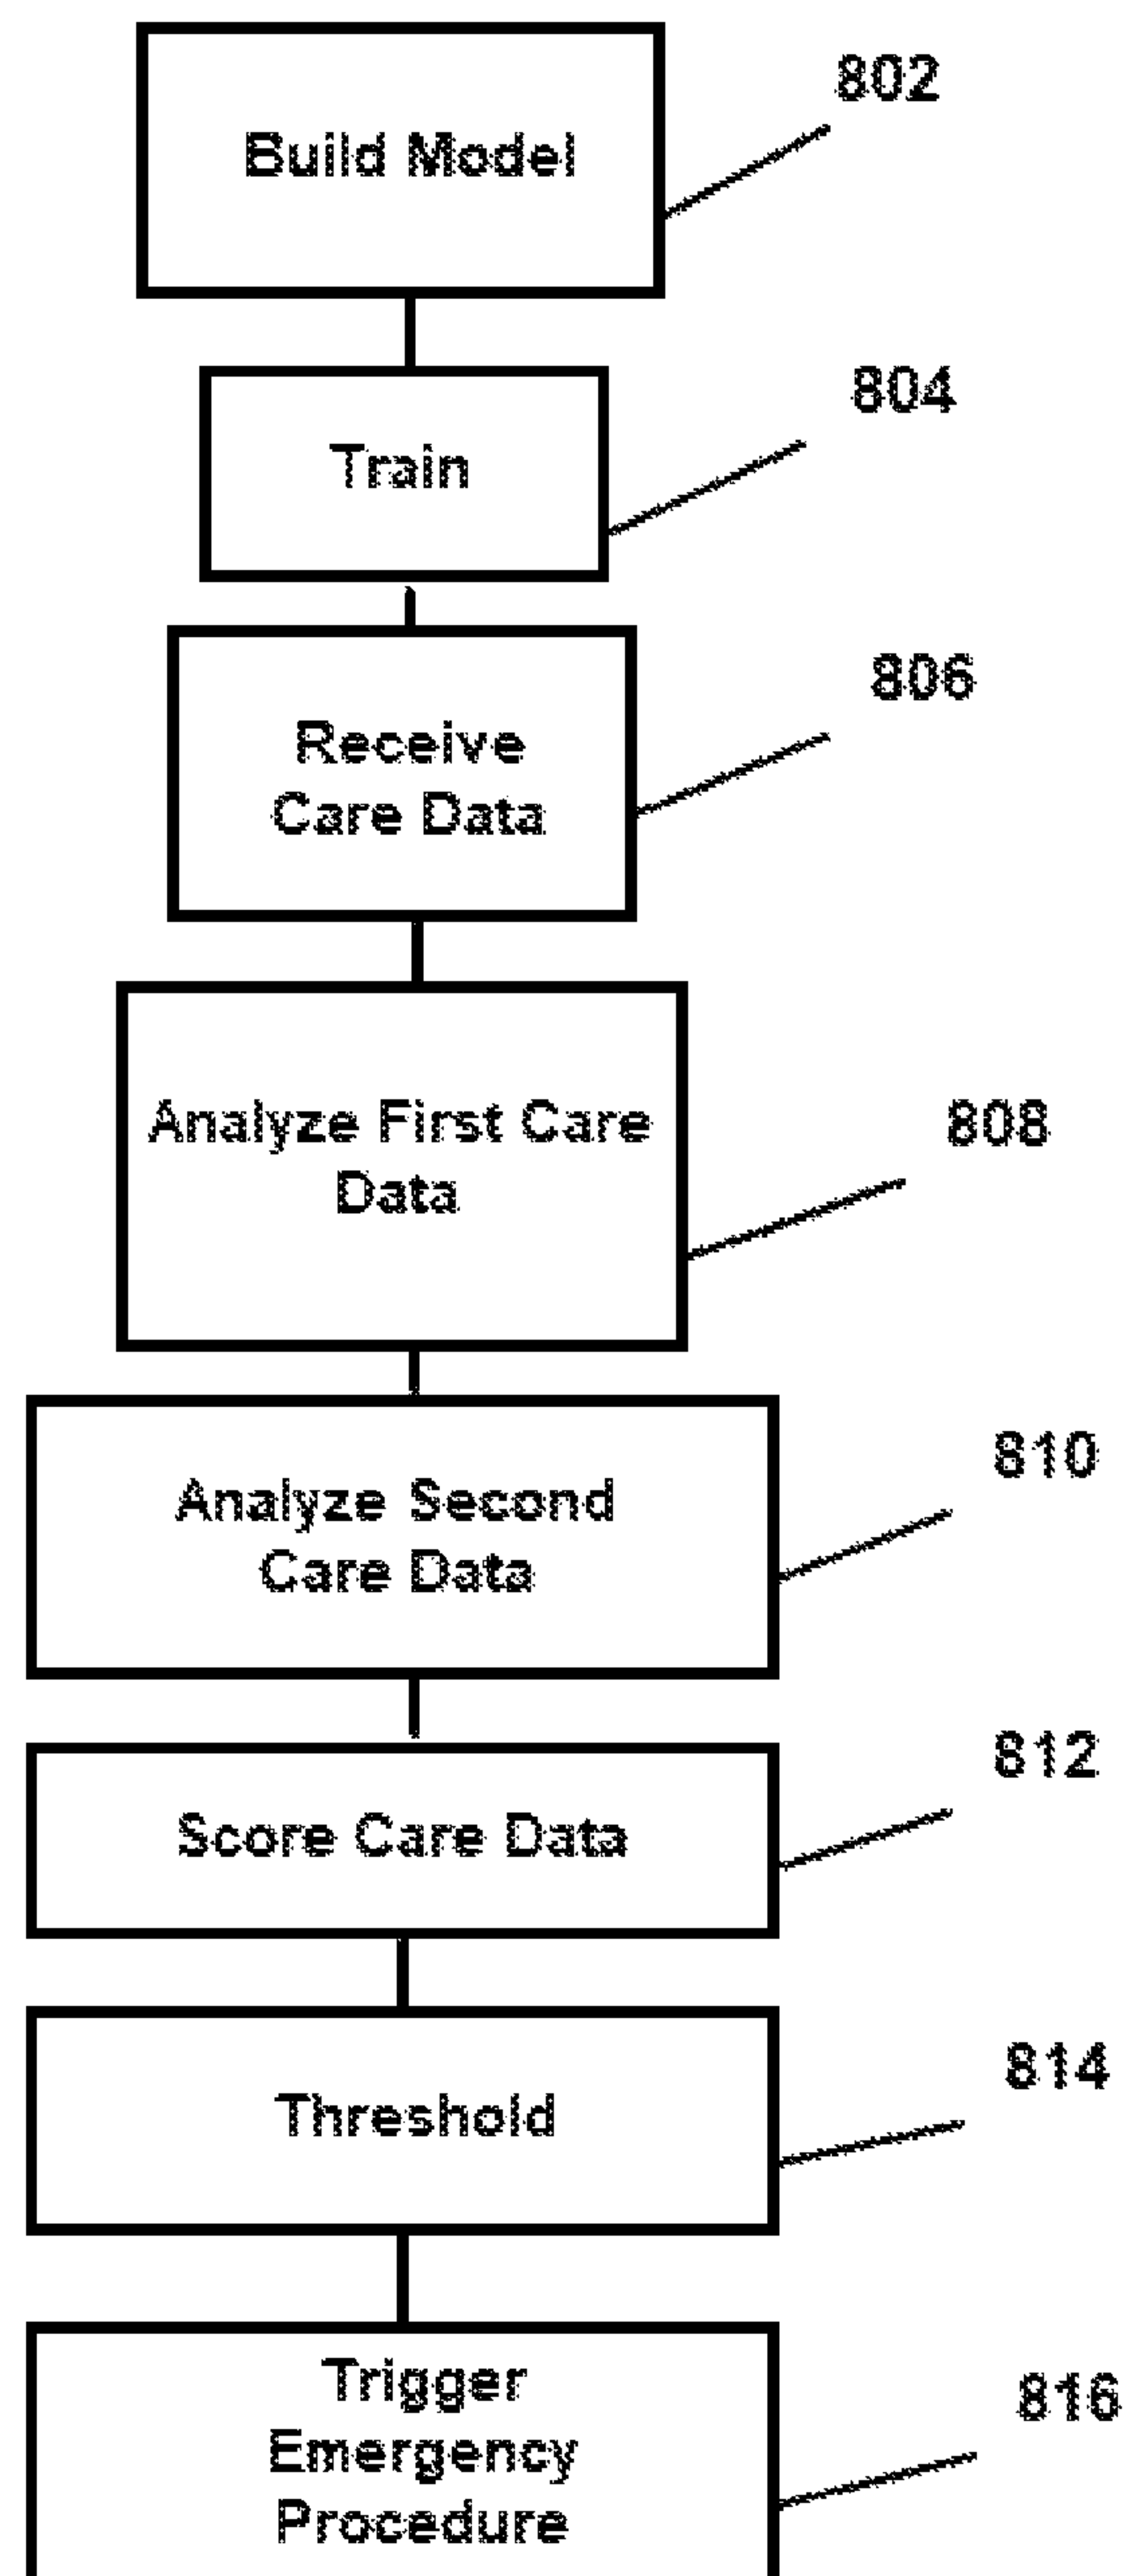 802
Build Model
804
Train
806
Receive
Care Data
808
Analyze First Care
Data
810
Analyze Second
Care Data
812
Score Care Data
814
Threshold
816
Trigger
Emergency
Procedure